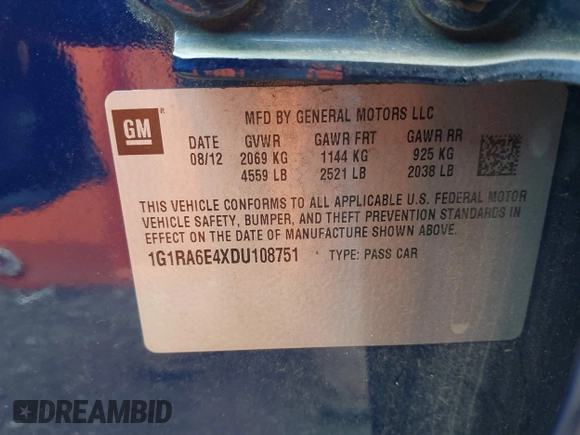 GM
MFD BY GENERAL MOTORS LLC
DATE GVWR GAWR FRT GAWR RR
08/12 2069 KG 1144 KG 925 KG
4559 LB 2521 LB 2038 LB
THIS VEHICLE CONFORMS TO ALL APPLICABLE U.S. FEDERAL MOTOR
VEHICLE SAFETY, BUMPER, AND THEFT PREVENTION STANDARDS IN
EFFECT ON THE DATE OF MANUFACTURE SHOWN ABOVE.
1G1RA6E4XDU108751 TYPE: PASS CAR
DREAMBID